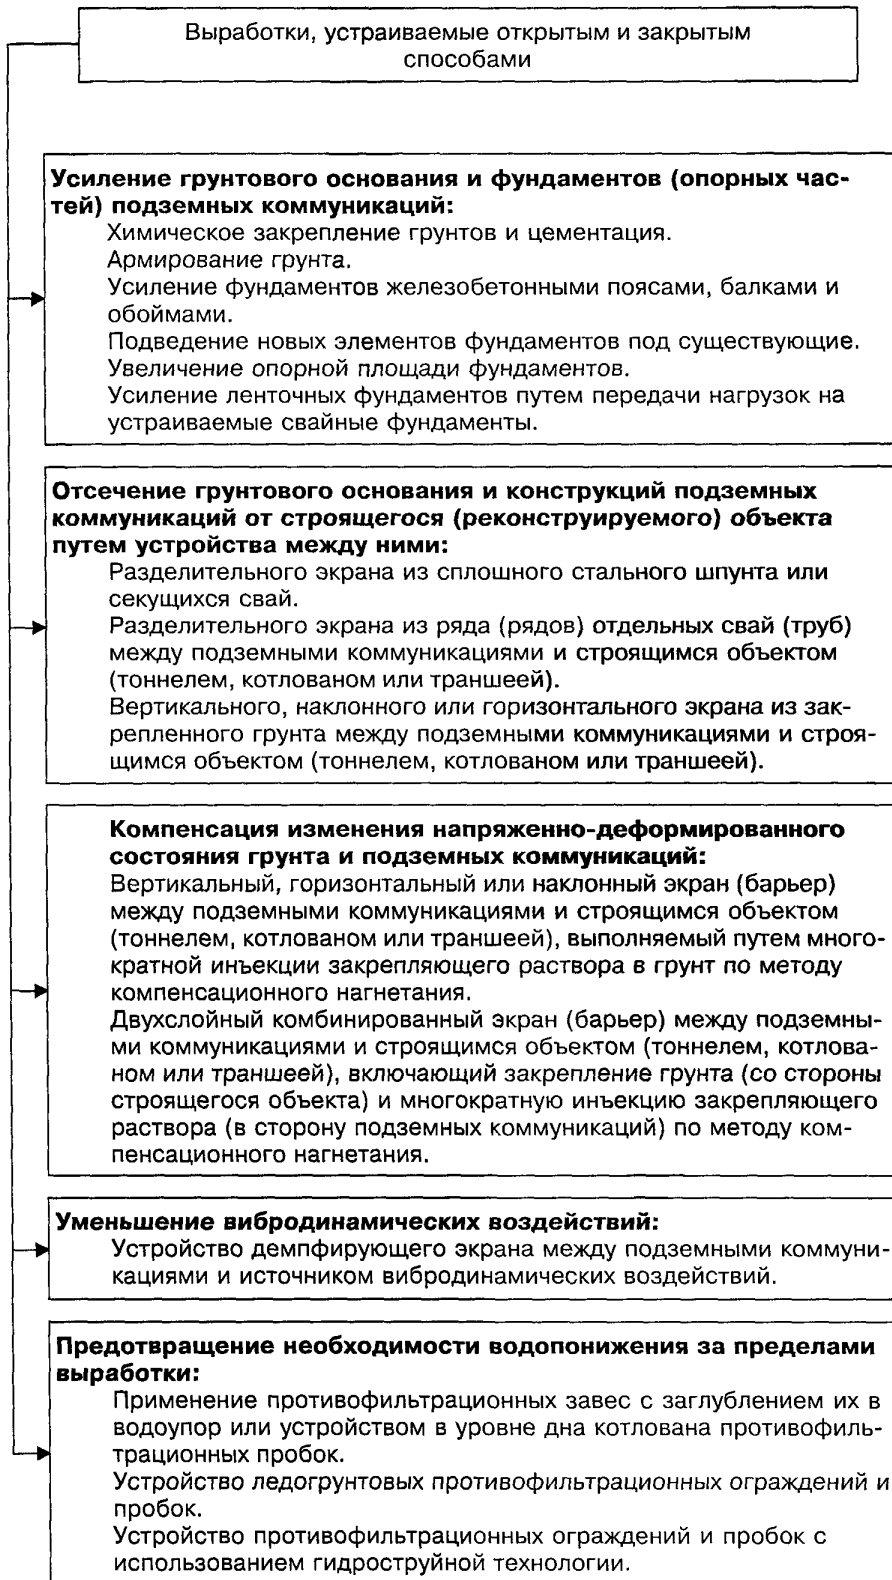 Выработки, устраиваемые открытым и закрытым
способами
Усиление грунтового основания и фундаментов (опорных час-
тей) подземных коммуникаций:
Химическое закрепление грунтов и цементация.
Армирование грунта.
Усиление фундаментов железобетонными поясами, балками и
обоймами.
Подведение новых элементов фундаментов под существующие.
Увеличение опорной площади фундаментов.
Усиление ленточных фундаментов путем передачи нагрузок на
устраиваемые свайные фундаменты.
Отсечение грунтового основания и конструкций подземных
коммуникаций от строящегося (реконструируемого) объекта
путем устройства между ними:
Разделительного экрана из сплошного стального шпунта или
секущихся свай.
Разделительного экрана из ряда (рядов) отдельных свай (труб)
между подземными коммуникациями и строящимся объектом
(тоннелем, котлованом или траншеей).
Вертикального, наклонного или горизонтального экрана из зак-
репленного грунта между подземными коммуникациями и строя-
щимся объектом (тоннелем, котлованом или траншеей).
Компенсация изменения напряженно-деформированного
состояния грунта и подземных коммуникаций:
Вертикальный, горизонтальный или наклонный экран (барьер)
между подземными коммуникациями и строящимся объектом
(тоннелем, котлованом или траншеей), выполняемый путем много-
кратной инъекции закрепляющего раствора в грунт по методу
компенсационного нагнетания.
Двухслойный комбинированный экран (барьер) между подземны-
ми коммуникациями и строящимся объектом (тоннелем, котлова-
ном или траншеей), включающий закрепление грунта (со стороны
строящегося объекта) и многократную инъекцию закрепляющего
раствора (в сторону подземных коммуникаций) по методу ком-
пенсационного нагнетания.
Уменьшение вибродинамических воздействий:
Устройство демпфирующего экрана между подземными коммуни-
кациями и источником вибродинамических воздействий.
Предотвращение необходимости водопонижения за пределами
выработки:
Применение противофильтрационных завес с заглублением их в
водоупор или устройством в уровне дна котлована противофиль-
трационных пробок.
Устройство ледогрунтовых противофильтрационных ограждений и
пробок.
Устройство противофильтрационных ограждений и пробок с
использованием гидроструйной технологии.